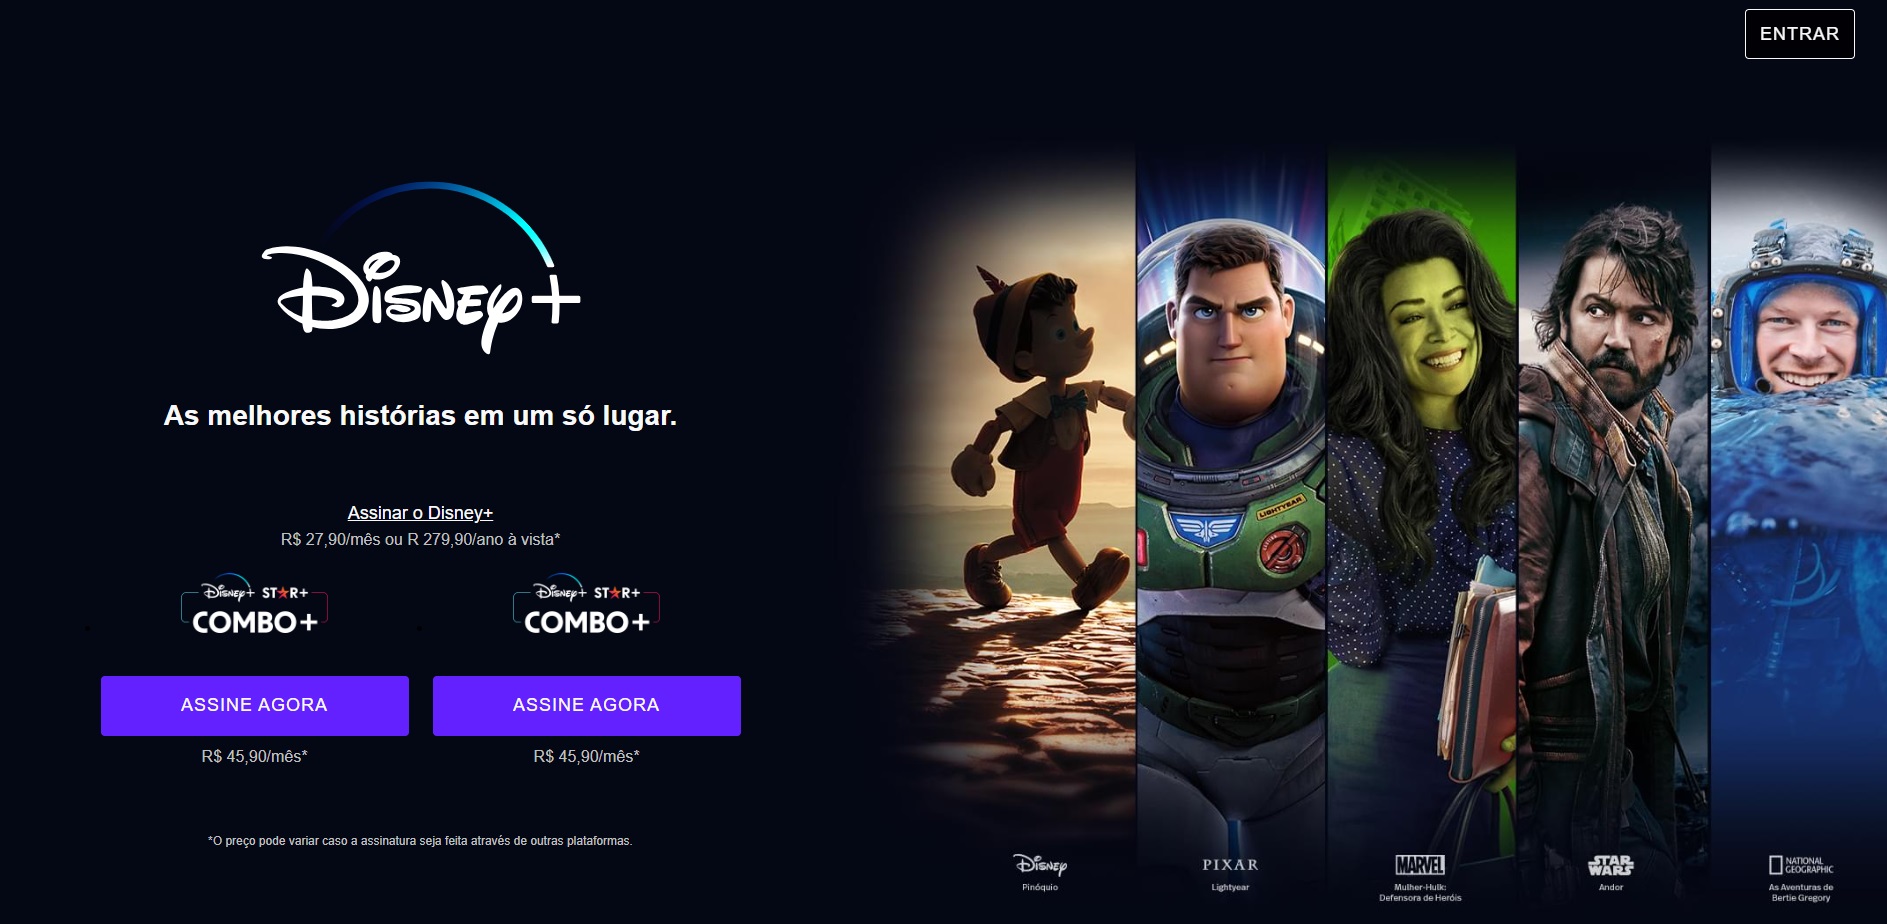 ENTRAR
Disney+
As melhores histórias em um só lugar.
Assinar o Disney+
R$ 27,90/mês ou R 279,90/ano à vista*
Disney+ STAR+
COMBO+
ASSINE AGORA
R$ 45,90/mês*
Disney+ STAR+
COMBO+
ASSINE AGORA
R$ 45,90/mês*
*O preço pode variar caso a assinatura seja feita através de outras plataformas.
LIGHTYEAR
Disney
Pinóquio
PIXAR
Lightyear
MARVEL
Mulher-Hulk:
Defensora de Heróis
STAR
WARS
Andor
NATIONAL
GEOGRAPHIC
As Aventuras de
Bertie Gregory